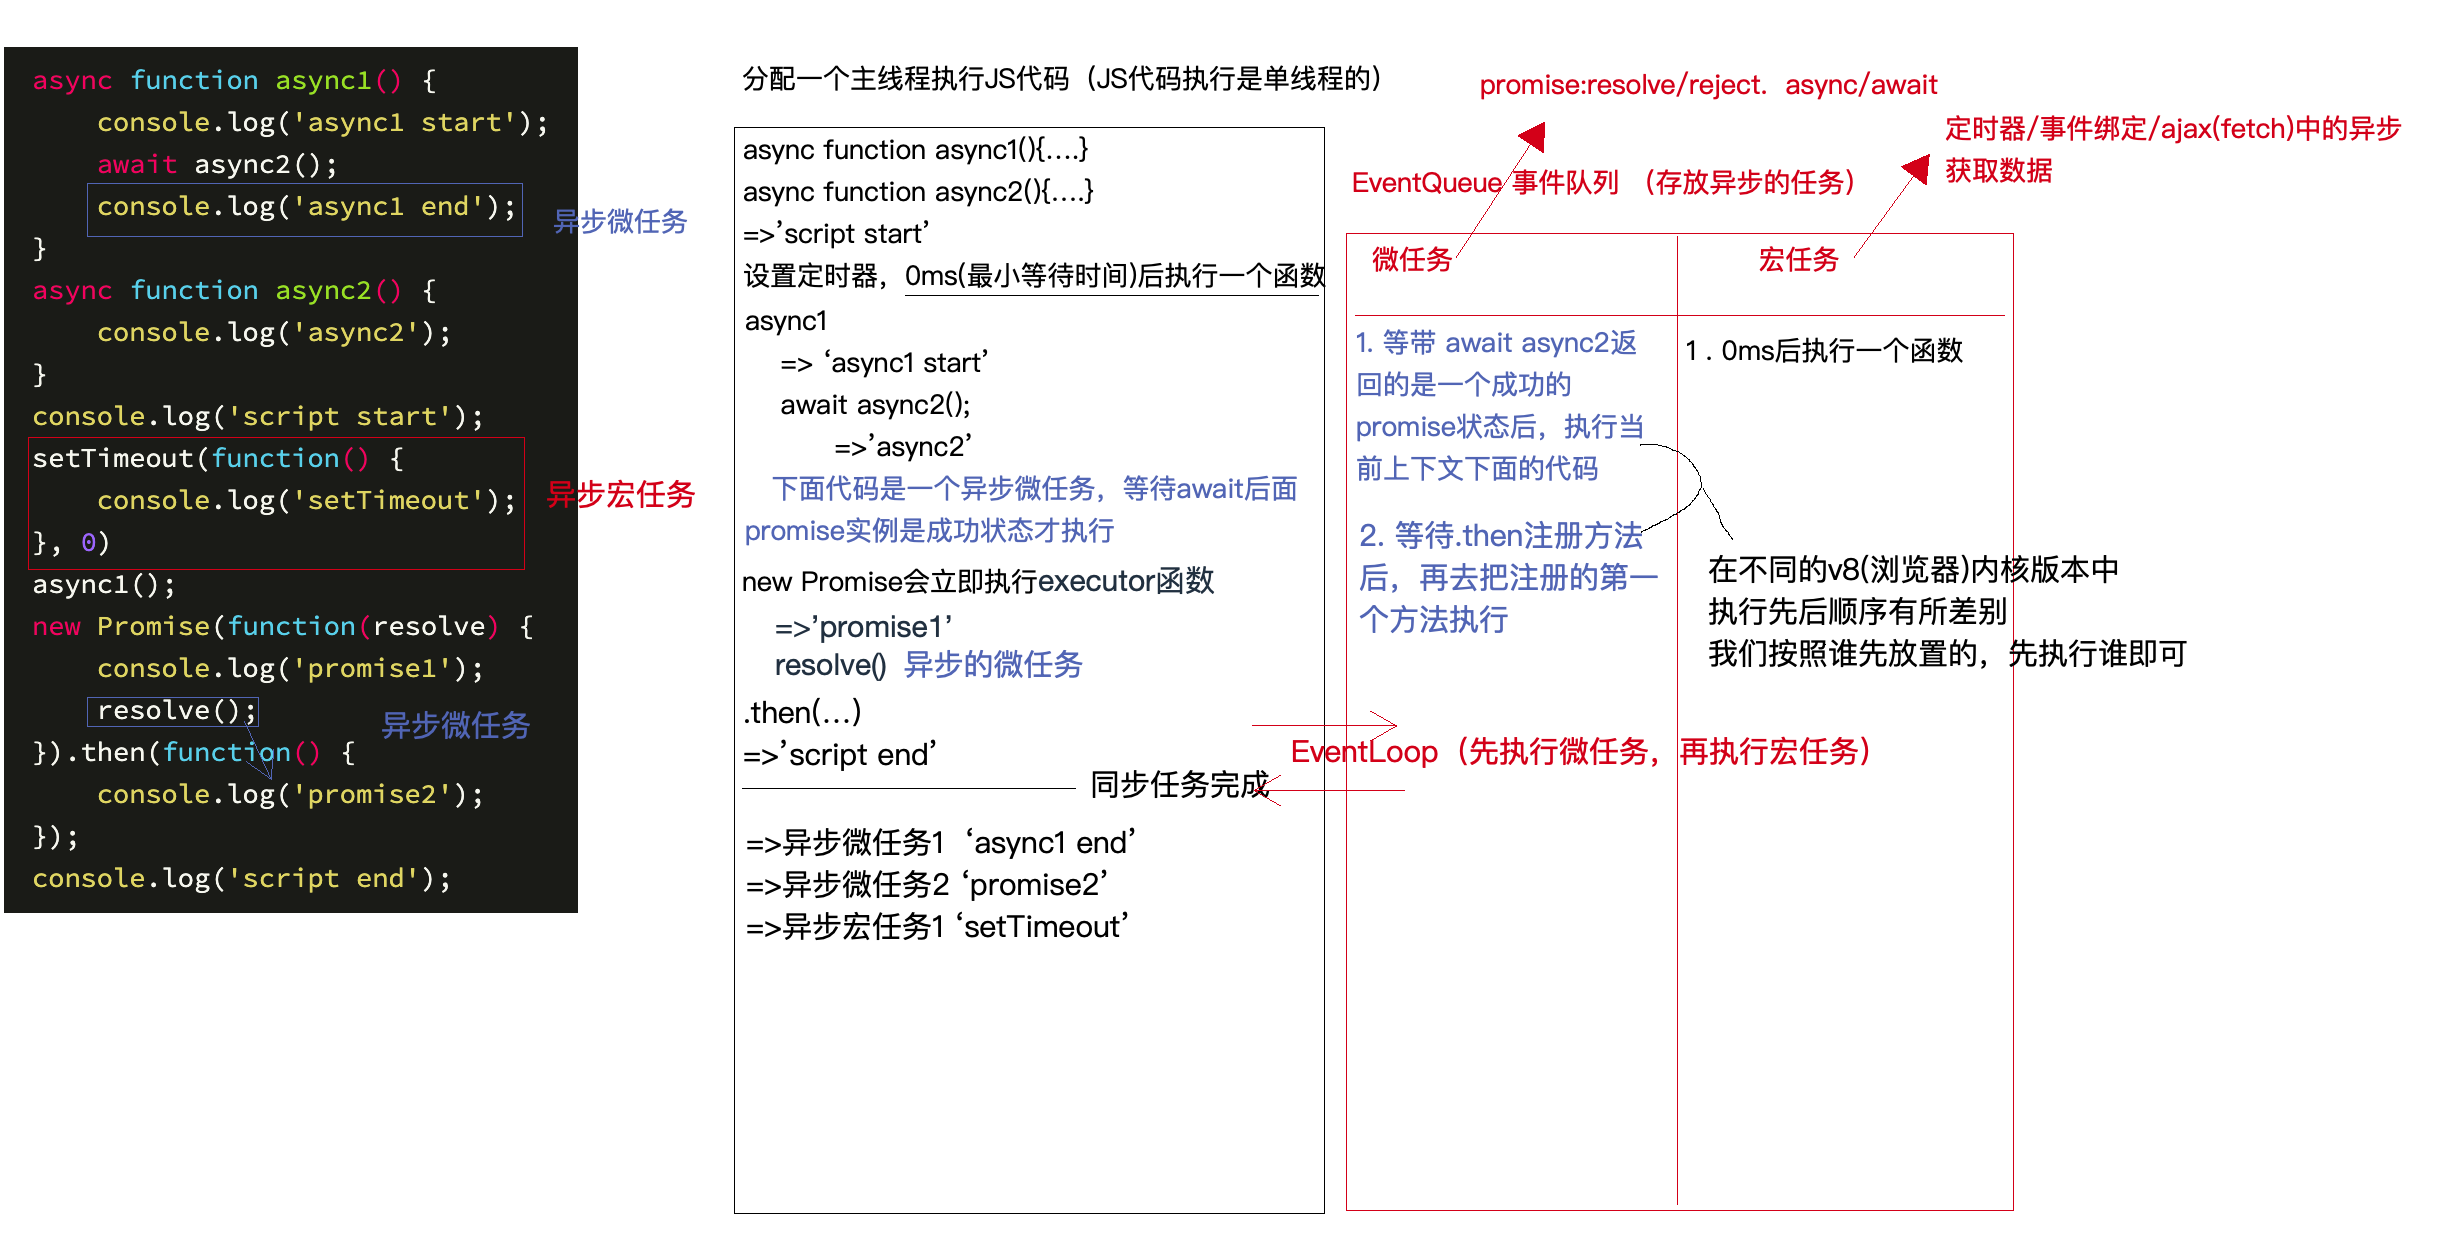 async function async1() {
console.log('async1 start');
await async2();
console.log('async1 end');
异步微任务
}
async function async2() {
console.log('async2');
}
console.log('script start');
setTimeout(function() {
console.log('setTimeout');
异步宏任务
}, 0)
async1();
new Promise(function(resolve) {
console.log('promise1');
resolve();
异步微任务
}).then(function() {
console.log('promise2');
});
console.log('script end');
分配一个主线程执行JS代码（JS代码执行是单线程的）
async function async1(){....}
async function async2(){....}
=>’script start’
设置定时器，0ms(最小等待时间)后执行一个函数
async1
=> ‘async1 start’
await async2();
=>’async2’
下面代码是一个异步微任务，等待await后面
promise实例是成功状态才执行
new Promise会立即执行executor函数
=>’promise1’
resolve() 异步的微任务
.then(...)
=>’script end’
同步任务完成
=>异步微任务1 ‘async1 end’
=>异步微任务2 ‘promise2’
=>异步宏任务1 ‘setTimeout’
promise:resolve/reject. async/await
定时器/事件绑定/ajax(fetch)中的异步
获取数据
EventQueue 事件队列 （存放异步的任务）
微任务
宏任务
1. 等带 await async2返
回的是一个成功的
promise状态后，执行当
前上下文下面的代码
2. 等待.then注册方法
后，再去把注册的第一
个方法执行
1 . 0ms后执行一个函数
在不同的v8(浏览器)内核版本中
执行先后顺序有所差别
我们按照谁先放置的，先执行谁即可
EventLoop（先执行微任务，再执行宏任务）